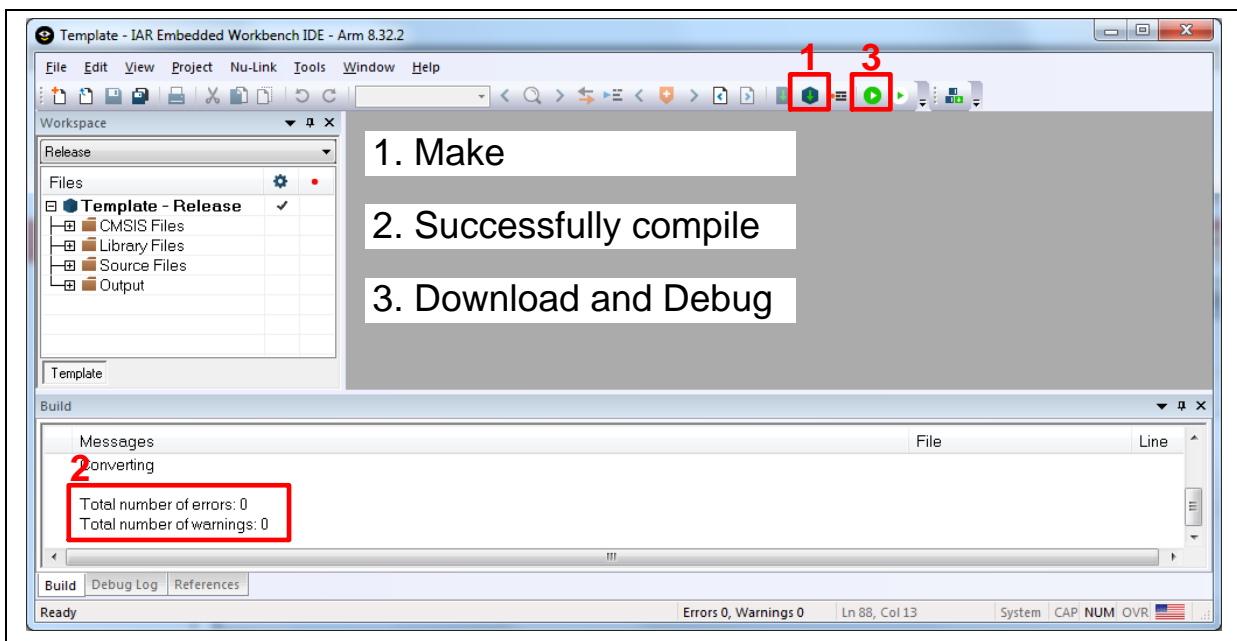 Template - IAR Embedded Workbench IDE - Arm 8.32.2
File Edit View Project Nu-Link Tools Window Help
1 3
Workspace
Release
Files
Template - Release
CMSIS Files
Library Files
Source Files
Output
Template
1. Make
2. Successfully compile
3. Download and Debug
Build
Messages File Line
Converting
2
Total number of errors: 0
Total number of warnings: 0
Build Debug Log References
Ready Errors 0, Warnings 0 Ln 88, Col 13 System CAP NUM OVR